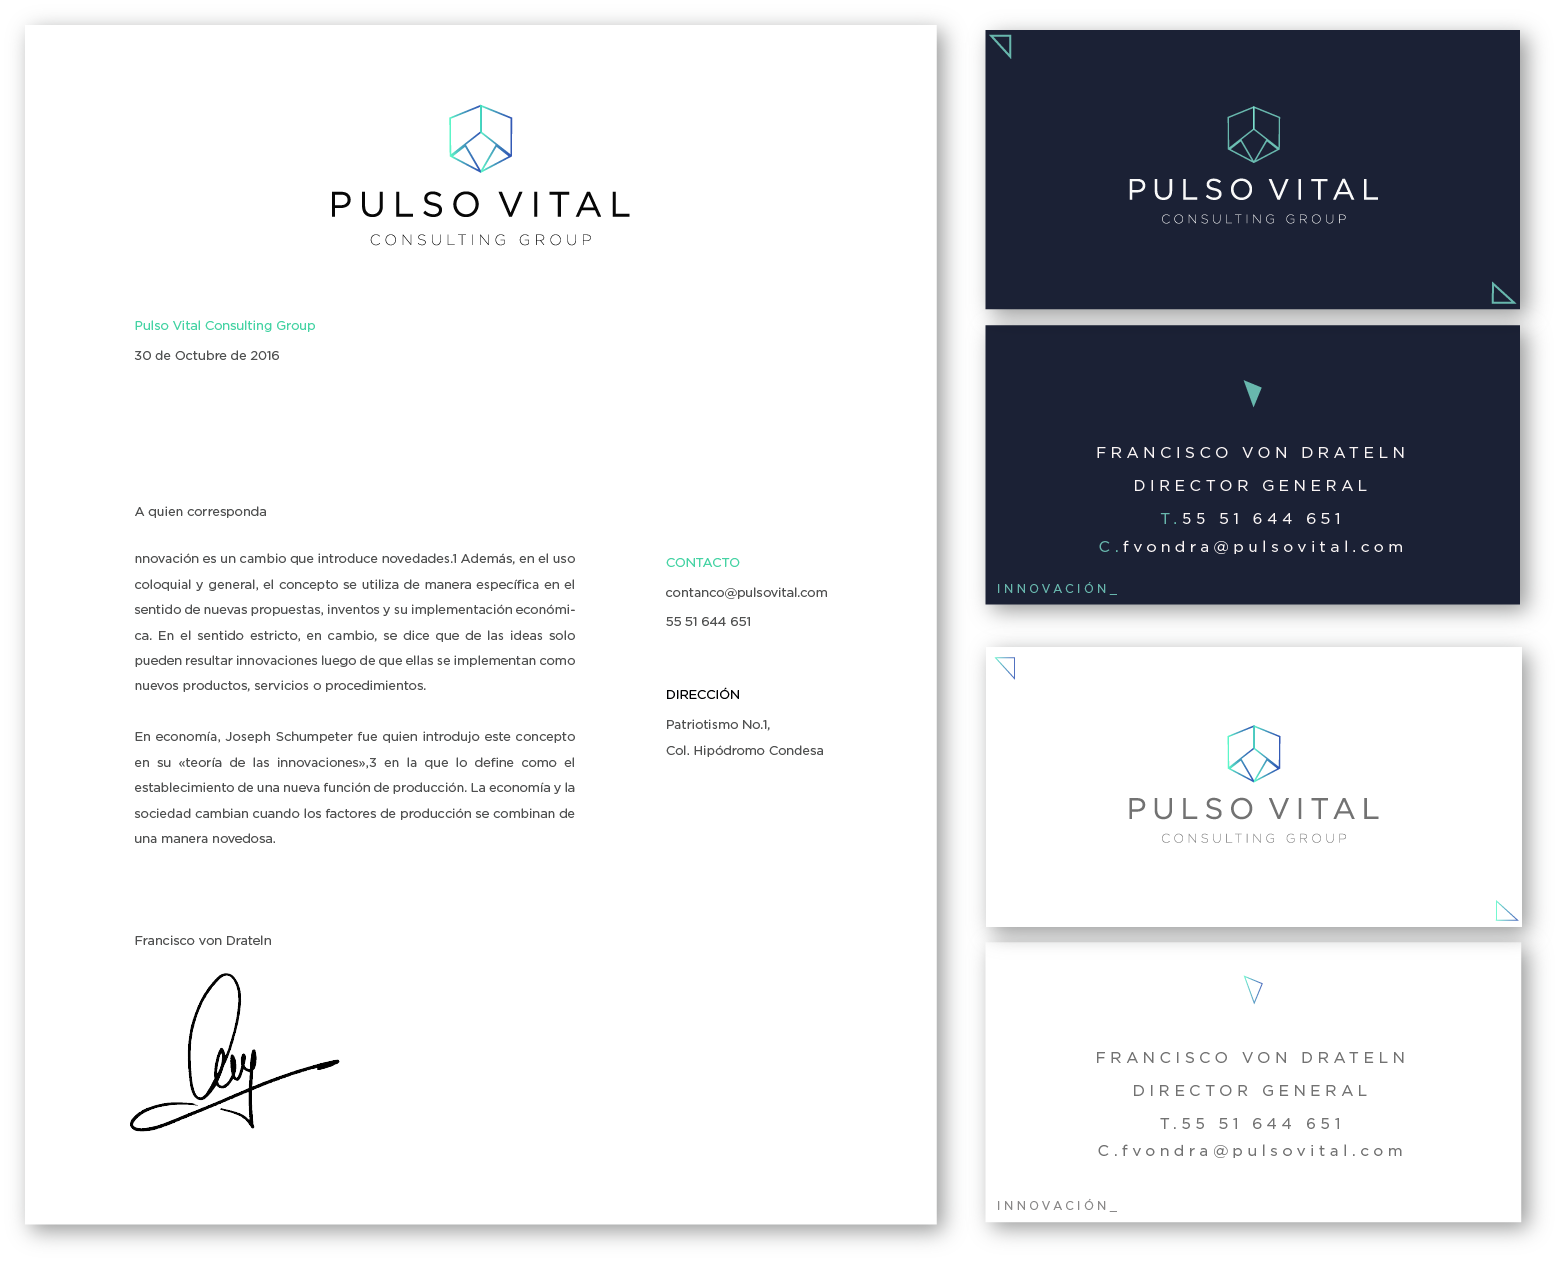 PULSO VITAL
CONSULTING GROUP
Pulso Vital Consulting Group
30 de Octubre de 2016
A quien corresponda
nnovación es un cambio que introduce novedades.1 Además, en el uso
coloquial y general, el concepto se utiliza de manera específica en el
sentido de nuevas propuestas, inventos y su implementación económi-
ca. En el sentido estricto, en cambio, se dice que de las ideas solo
pueden resultar innovaciones luego de que ellas se implementan como
nuevos productos, servicios o procedimientos.
En economía, Joseph Schumpeter fue quien introdujo este concepto
en su «teoría de las innovaciones»,3 en la que lo define como el
establecimiento de una nueva función de producción. La economía y la
sociedad cambian cuando los factores de producción se combinan de
una manera novedosa.
Francisco von Drateln
CONTACTO
contanco@pulsovital.com
55 51 644 651
DIRECCIÓN
Patriotismo No.1,
Col. Hipódromo Condesa
PULSO VITAL
CONSULTING GROUP
FRANCISCO VON DRATELN
DIRECTOR GENERAL
T.55 51 644 651
C.fvondra@pulsovital.com
INNOVACIÓN_
PULSO VITAL
CONSULTING GROUP
FRANCISCO VON DRATELN
DIRECTOR GENERAL
T.55 51 644 651
C.fvondra@pulsovital.com
INNOVACIÓN_